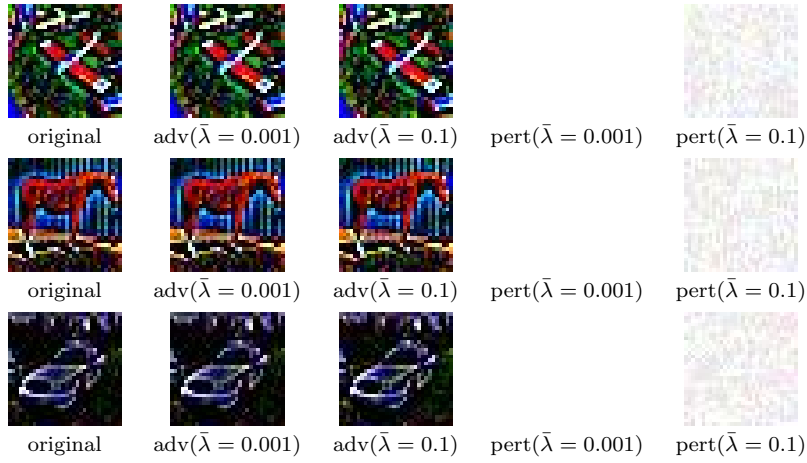 original adv(λ̄ = 0.001) adv(λ̄ = 0.1) pert(λ̄ = 0.001) pert(λ̄ = 0.1)
original adv(λ̄ = 0.001) adv(λ̄ = 0.1) pert(λ̄ = 0.001) pert(λ̄ = 0.1)
original adv(λ̄ = 0.001) adv(λ̄ = 0.1) pert(λ̄ = 0.001) pert(λ̄ = 0.1)